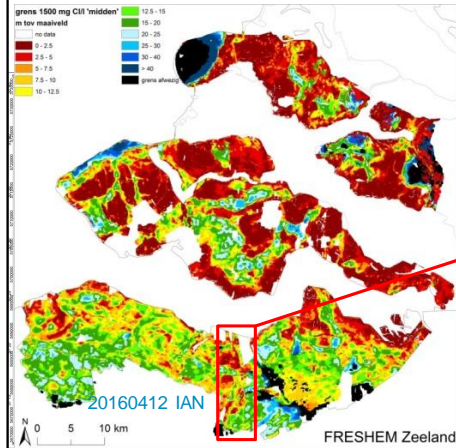 grens 1500 mg Cl/l 'midden'
m tov maaiveld
no data
0 - 2.5
2.5 - 5
5 - 7.5
7.5 - 10
10 - 12.5
12.5 - 15
15 - 20
20 - 25
25 - 30
30 - 40
> 40
grens afwezig
20160412 IAN
N
0 5 10 km
FRESHEM Zeeland